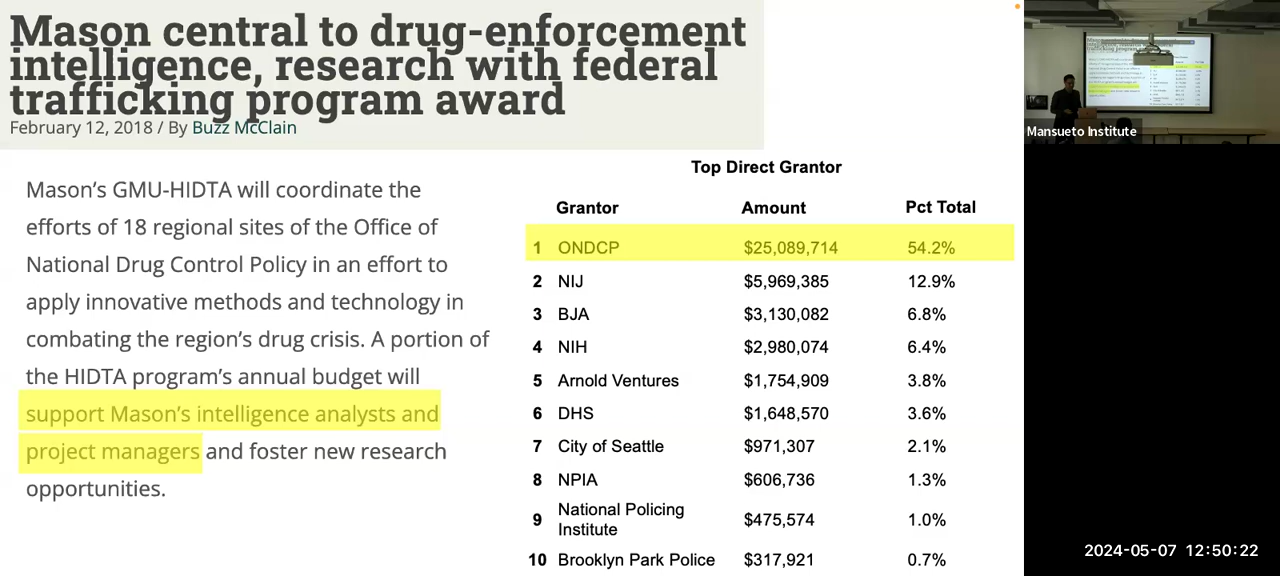 Mason central to drug-enforcement
intelligence, research with federal
trafficking program award
February 12, 2018 / By Buzz McClain
Mason’s GMU-HIDTA will coordinate the
efforts of 18 regional sites of the Office of
National Drug Control Policy in an effort to
apply innovative methods and technology in
combating the region’s drug crisis. A portion of
the HIDTA program’s annual budget will
support Mason’s intelligence analysts and
project managers and foster new research
opportunities.
Top Direct Grantor
Grantor Amount Pct Total
1 ONDCP $25,089,714 54.2%
2 NIJ $5,969,385 12.9%
3 BJA $3,130,082 6.8%
4 NIH $2,980,074 6.4%
5 Arnold Ventures $1,754,909 3.8%
6 DHS $1,648,570 3.6%
7 City of Seattle $971,307 2.1%
8 NPIA $606,736 1.3%
9 National Policing
Institute $475,574 1.0%
10 Brooklyn Park Police $317,921 0.7%
Mansueto Institute
2024-05-07 12:50:22